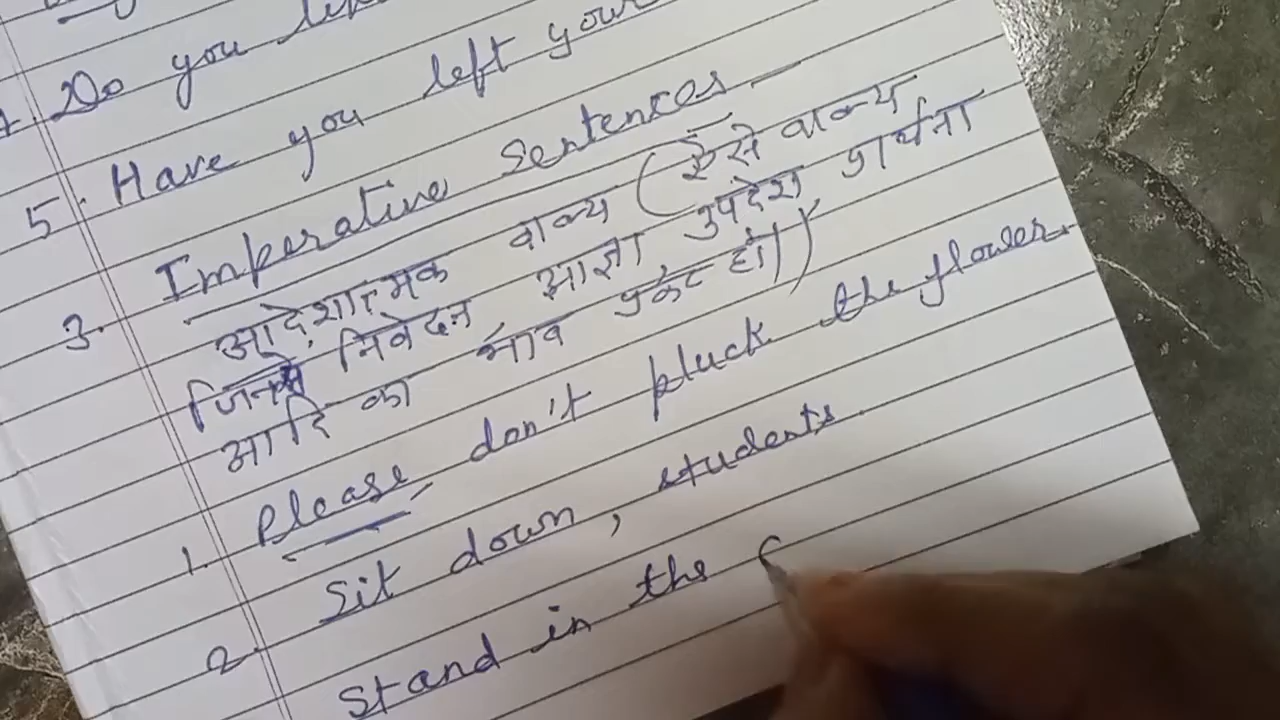 Do you
5. Have you left your
3. Imperative Sentences -
आदेशात्मक वाक्य (ऐसे वाक्य
जिनसे निवेदन, आज्ञा, उपदेश, प्रार्थना
आदि का भाव प्रकट हो।)
1. Please, don't pluck the flower.
2. Sit down, students.
Stand in the